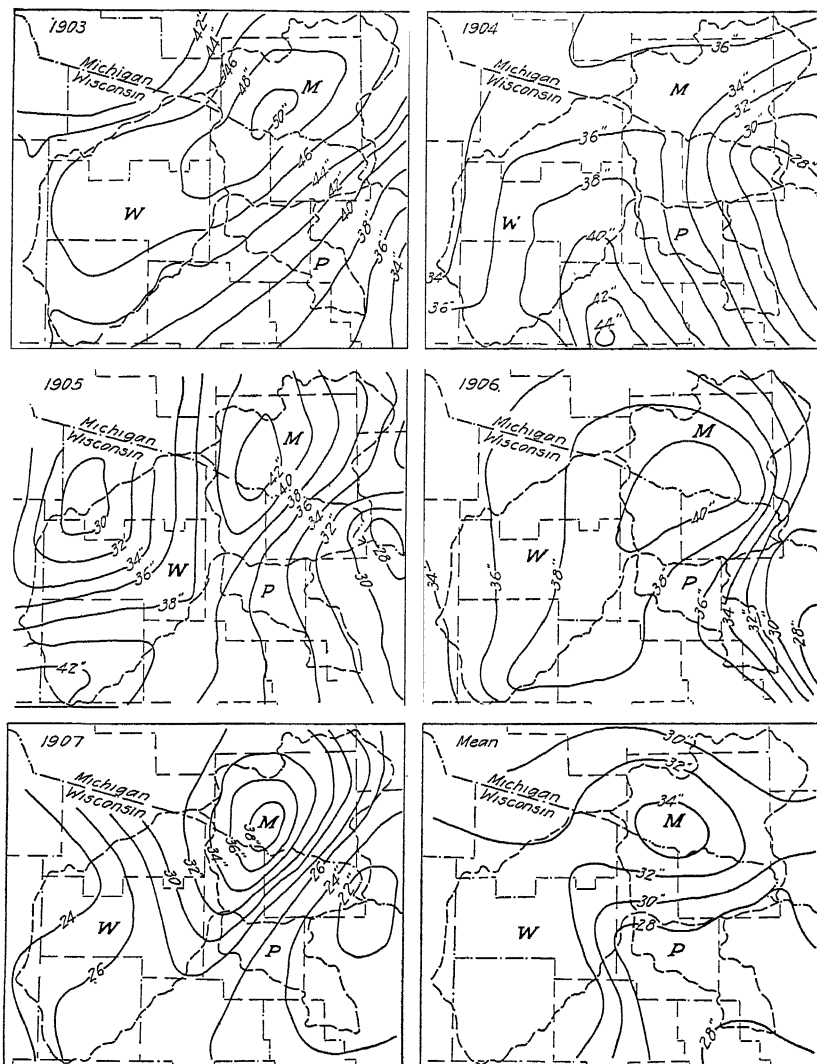 1903
Michigan
Wisconsin
42"
44"
46
48"
50"
M
46
44"
42"
40"
38"
36"
34"
W
P
1904
36"
M
34"
32"
30"
28"
36"
38"
W
40"
P
34"
36"
42"
44"
1905
Michigan
Wisconsin
M
42"
40
38"
36"
34"
32"
30
32"
34"
36"
38"
W
P
30
28
42"
1906
Michigan
Wisconsin
M
40"
W
34"
36"
38"
38
P
36"
34"
32"
30"
28"
1907
Michigan
Wisconsin
M
38"
36"
34"
32"
30"
26
24"
22"
24
W
26
P
Mean
30"
32"
Michigan
Wisconsin
34"
M
32"
30"
28
W
P
28"